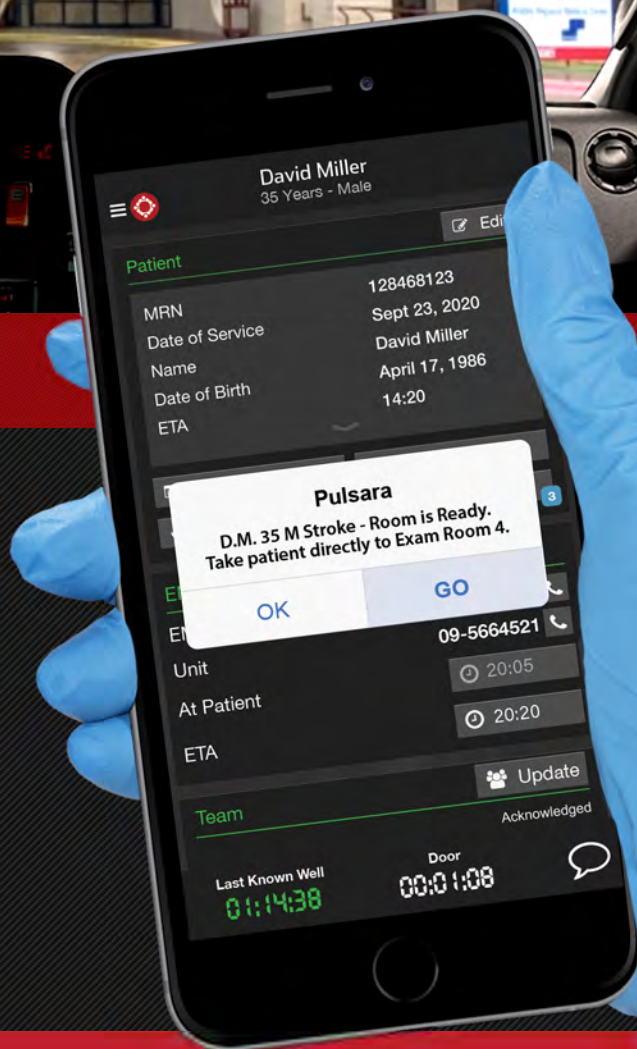 David Miller
35 Years - Male
Patient
MRN 128468123
Date of Service Sept 23, 2020
Name David Miller
Date of Birth April 17, 1986
ETA 14:20
3
Pulsara
D.M. 35 M Stroke - Room is Ready.
Take patient directly to Exam Room 4.
OK GO
09-5664521
Unit
At Patient 20:05
ETA 20:20
Update
Team
Acknowledged
Last Known Well Door
01:14:38 00:01:08